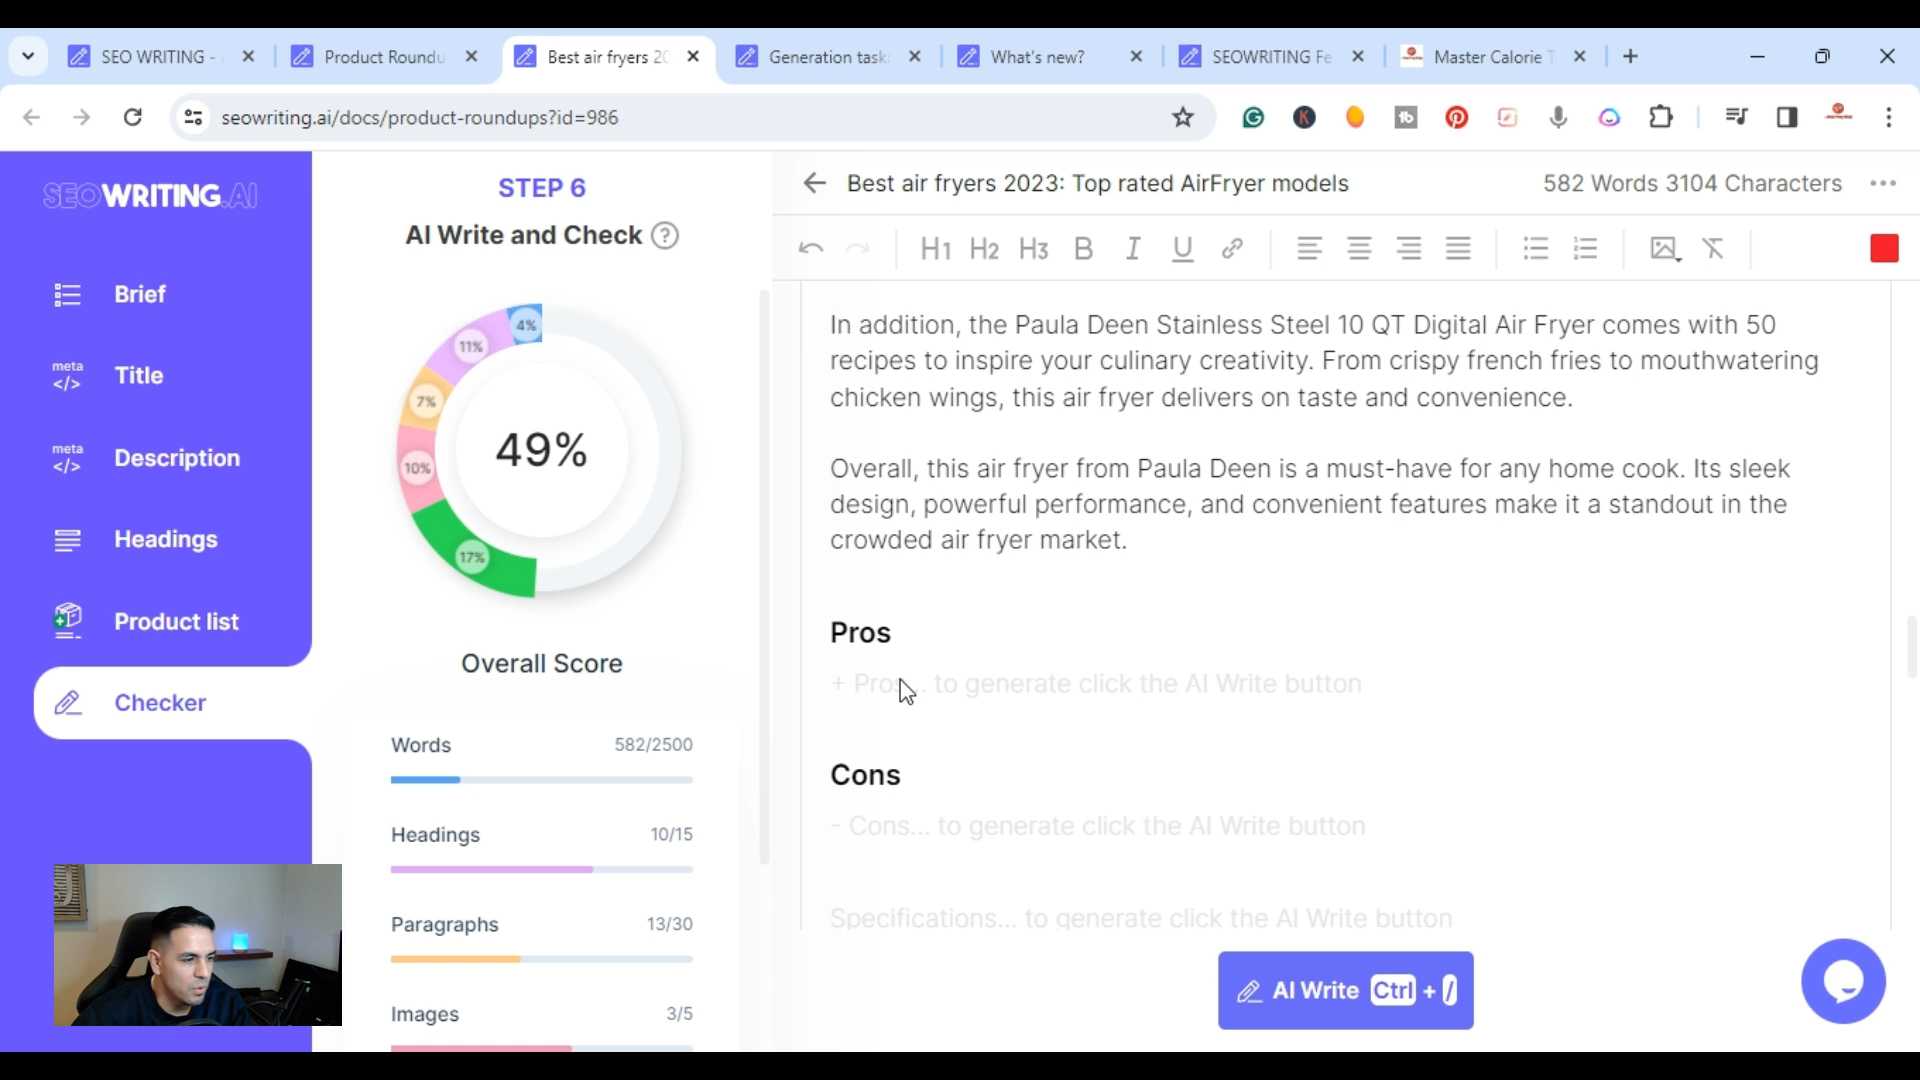 SEO WRITING -
Product Roundu
Best air fryers 20
Generation task
What's new?
SEOWRITING Fe
Master Calorie T
seowriting.ai/docs/product-roundups?id=986
SEOWRITING.AI
Brief
meta
</>
Title
meta
</>
Description
Headings
Product list
Checker
STEP 6
AI Write and Check ?
4%
11%
7%
10%
17%
49%
Overall Score
Words 582/2500
Headings 10/15
Paragraphs 13/30
Images 3/5
Best air fryers 2023: Top rated AirFryer models
582 Words 3104 Characters
H1 H2 H3 B I U
In addition, the Paula Deen Stainless Steel 10 QT Digital Air Fryer comes with 50
recipes to inspire your culinary creativity. From crispy french fries to mouthwatering
chicken wings, this air fryer delivers on taste and convenience.
Overall, this air fryer from Paula Deen is a must-have for any home cook. Its sleek
design, powerful performance, and convenient features make it a standout in the
crowded air fryer market.
Pros
+ Pros... to generate click the AI Write button
Cons
- Cons... to generate click the AI Write button
Specifications... to generate click the AI Write button
AI Write Ctrl + /